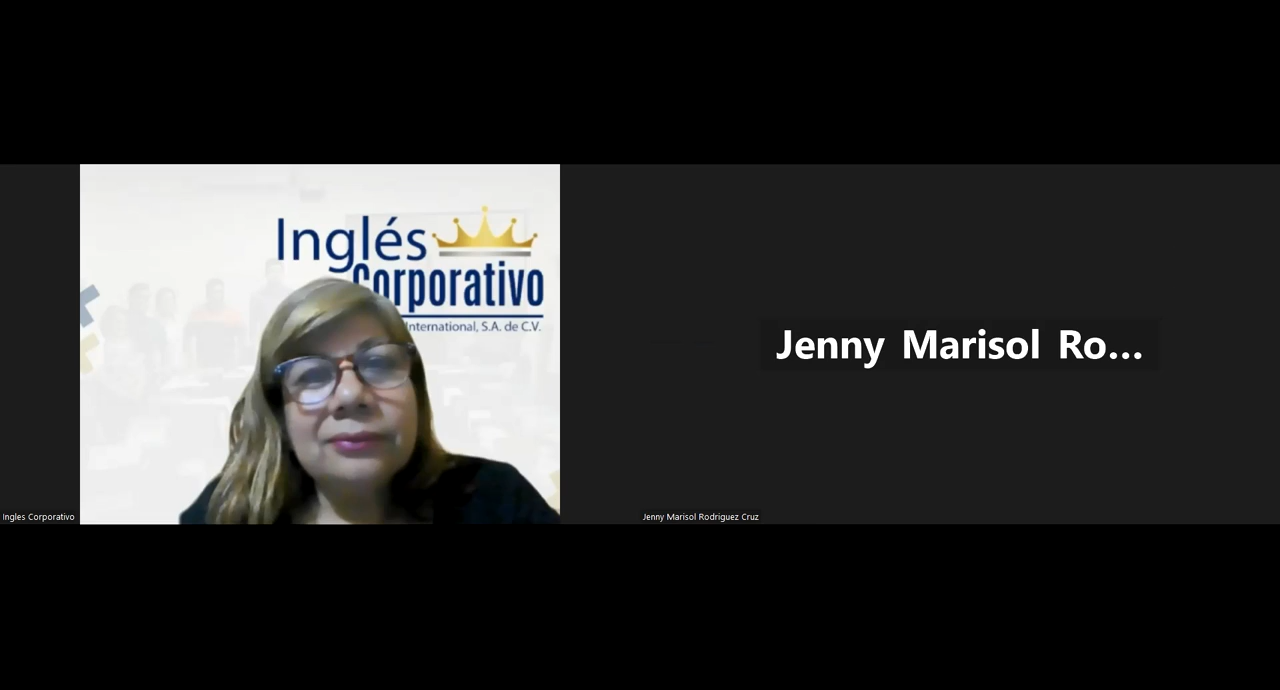 Inglés
Corporativo
International, S.A. de C.V.
Jenny Marisol Ro...
Ingles Corporativo
Jenny Marisol Rodriguez Cruz